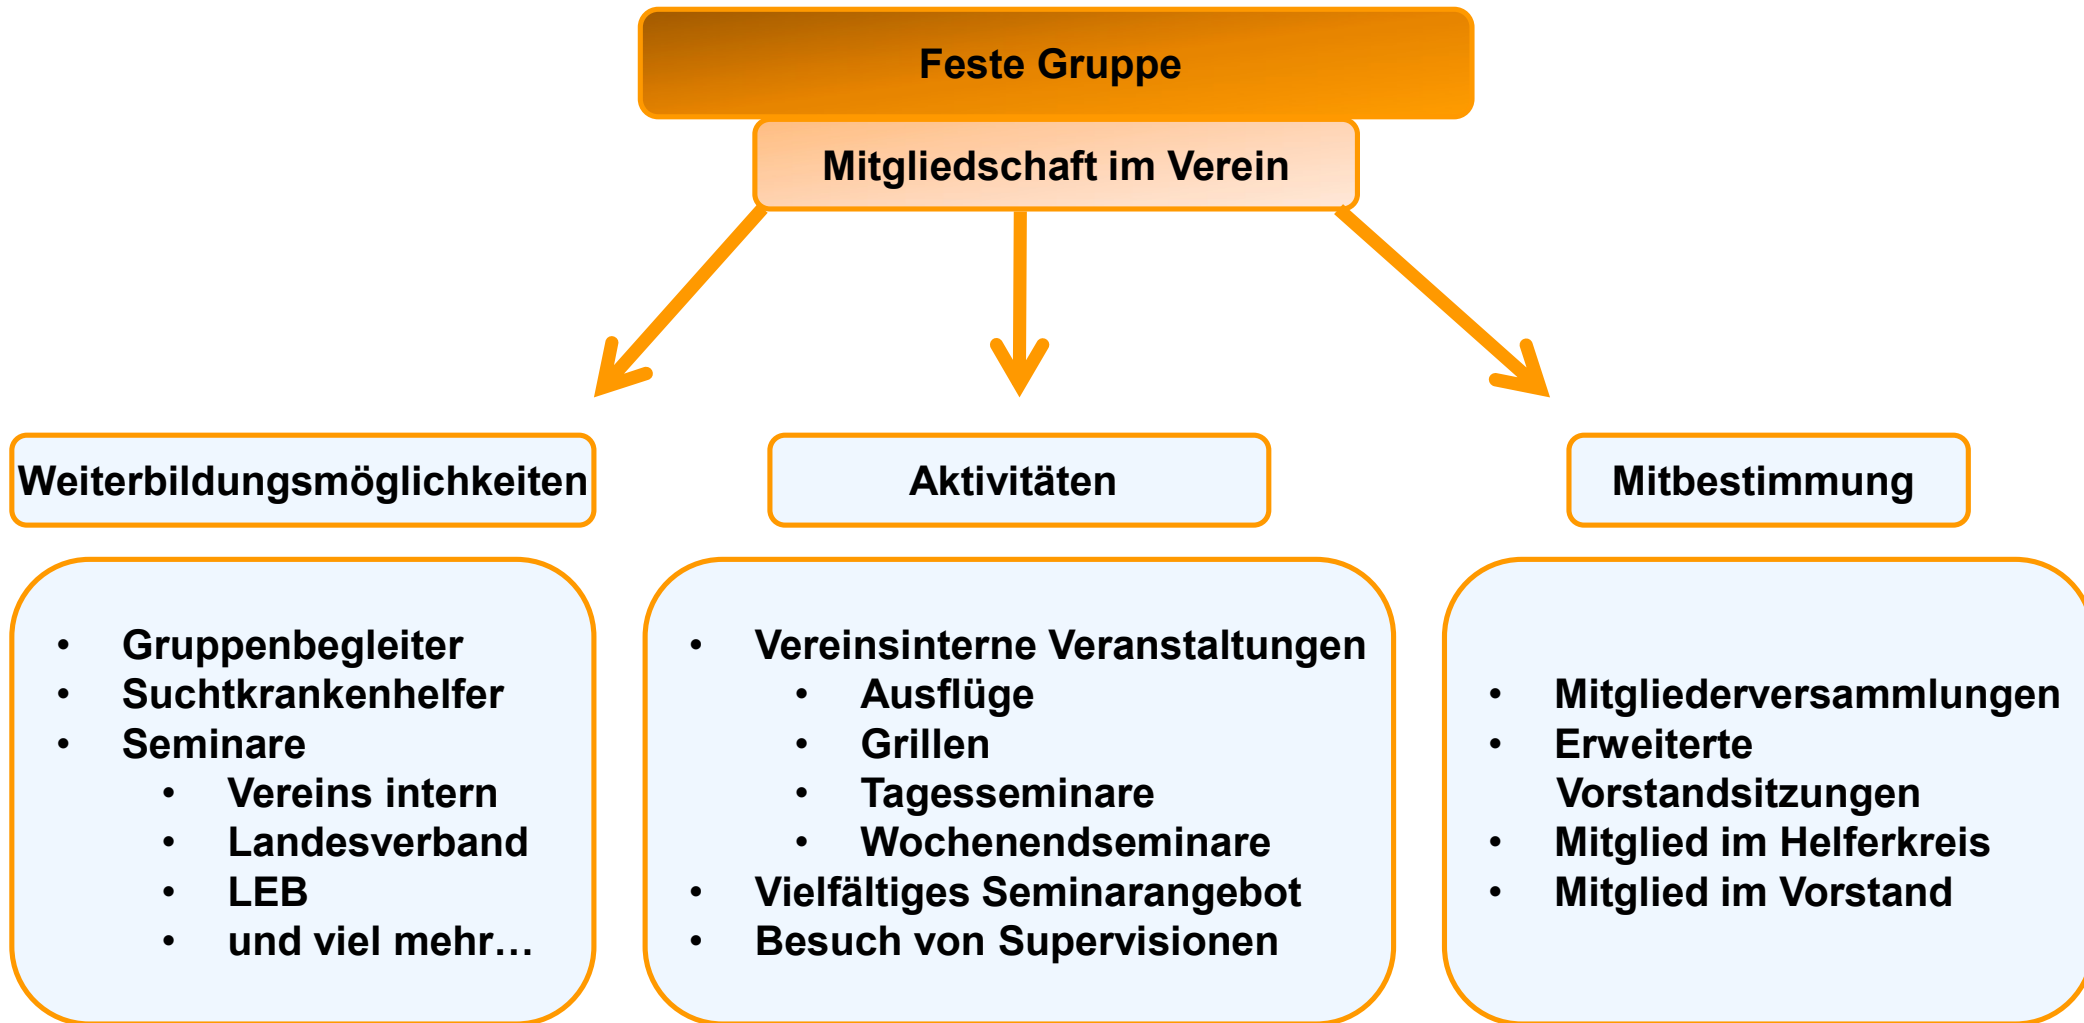 Feste Gruppe
Mitgliedschaft im Verein
Weiterbildungsmöglichkeiten
• Gruppenbegleiter
• Suchtkrankenhelfer
• Seminare
• Vereins intern
• Landesverband
• LEB
• und viel mehr…
Aktivitäten
• Vereinsinterne Veranstaltungen
• Ausflüge
• Grillen
• Tagesseminare
• Wochenendseminare
• Vielfältiges Seminarangebot
• Besuch von Supervisionen
Mitbestimmung
• Mitgliederversammlungen
• Erweiterte
Vorstandsitzungen
• Mitglied im Helferkreis
• Mitglied im Vorstand